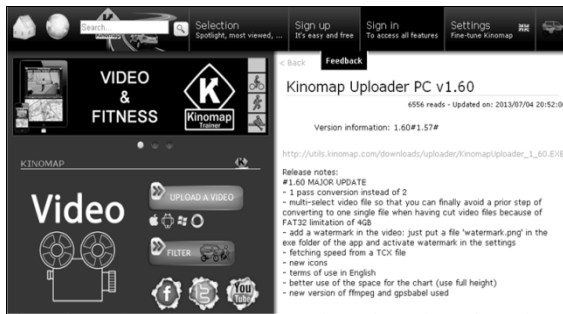 Search...
Kinomap
Selection
Spotlight, most viewed, ...
Sign up
It's easy and free
Sign in
To access all features
Settings
Fine-tune Kinomap
< Back
Feedback
VIDEO
&
FITNESS
K
Kinomap
Trainer
KINOMAP
Video
UPLOAD A VIDEO
FILTER
f
t
You
Tube
Kinomap Uploader PC v1.60
6556 reads - Updated on: 2013/07/04 20:52:00
Version information: 1.60#1.57#
http://utils.kinomap.com/downloads/uploader/KinomapUploader_1_60.EXE
Release notes:
#1.60 MAJOR UPDATE
- 1 pass conversion instead of 2
- multi-select video file so that you can finally avoid a prior step of
converting to one single file when having cut video files because of
FAT32 limitation of 4GB
- add a watermark in the video: just put a file 'watermark.png' in the
exe folder of the app and activate watermark in the settings
- fetching speed from a TCX file
- new icons
- terms of use in English
- better use of the space for the chart (use full height)
- new version of ffmpeg and gpsbabel used